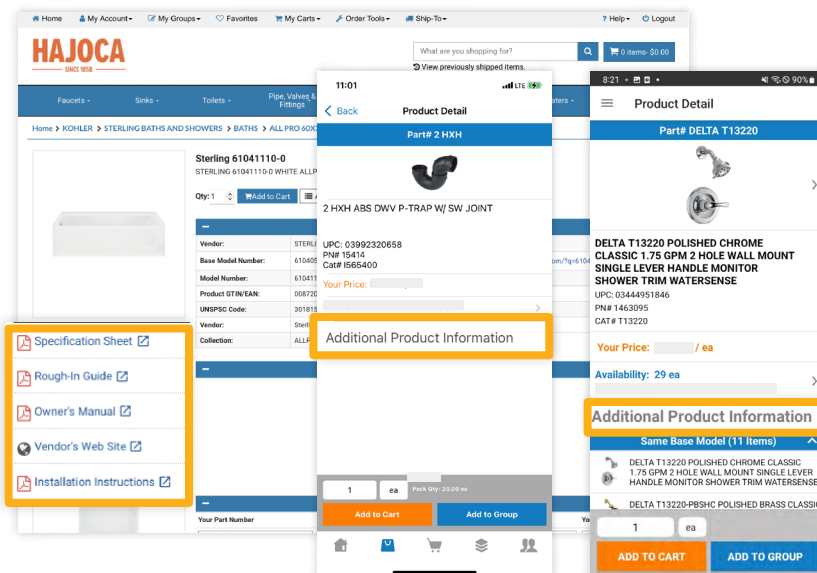 Home
My Account
My Groups
Favorites
My Carts
Order Tools
Ship-To
? Help
Logout
HAJOCA
SINCE 1858
What are you shopping for?
0 items- $0.00
View previously shipped items.
Faucets
Sinks
Toilets
Pipe, Valves &
Fittings
Home > KOHLER > STERLING BATHS AND SHOWERS > BATHS > ALL PRO 60X
Sterling 61041110-0
STERLING 61041110-0 WHITE ALLP
Qty: 1
Add to Cart
Vendor: STERLI
Base Model Number: 610405
Model Number: 610411
Product GTIN/EAN: 008720
UNSPSC Code: 301815
Vendor: Sterli
Collection: ALLP
om/?q=6104
Your Part Number
Specification Sheet
Rough-In Guide
Owner's Manual
Vendor's Web Site
Installation Instructions
11:01
LTE
Back
Product Detail
Part# 2 HXH
2 HXH ABS DWV P-TRAP W/ SW JOINT
UPC: 03992320658
PN# 15414
Cat# I565400
Your Price:
Additional Product Information
1
ea
Pack Qty: 20.00 ea
Add to Cart
Add to Group
8:21
90%
Product Detail
Part# DELTA T13220
DELTA T13220 POLISHED CHROME
CLASSIC 1.75 GPM 2 HOLE WALL MOUNT
SINGLE LEVER HANDLE MONITOR
SHOWER TRIM WATERSENSE
UPC: 03444951846
PN# 1463095
CAT# T13220
Your Price: / ea
Availability: 29 ea
Additional Product Information
Same Base Model (11 Items)
DELTA T13220 POLISHED CHROME CLASSIC
1.75 GPM 2 HOLE WALL MOUNT SINGLE LEVER
HANDLE MONITOR SHOWER TRIM WATERSENSE
DELTA T13220-PBSHC POLISHED BRASS CLASSIC
1
ea
ADD TO CART
ADD TO GROUP